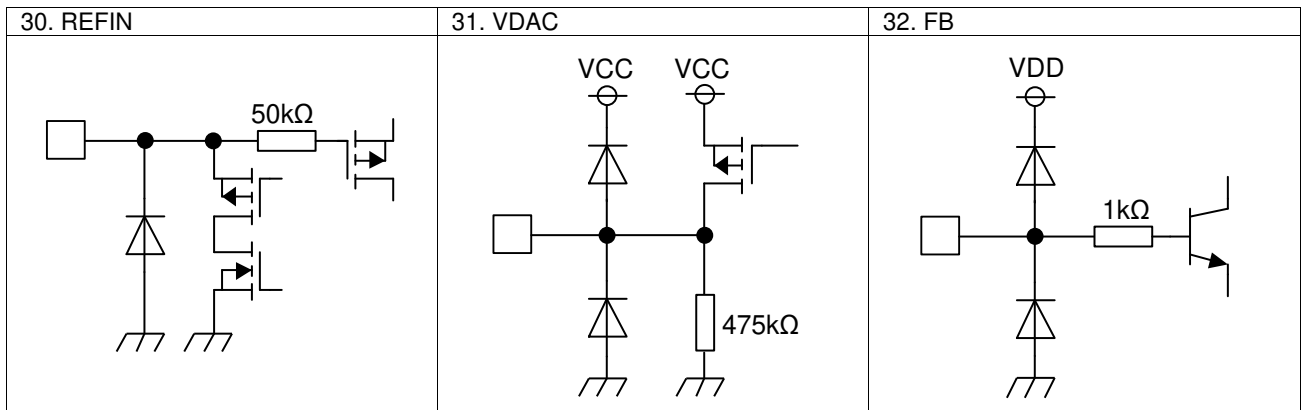 30. REFIN
31. VDAC
32. FB
50kΩ
VCC VCC
475kΩ
VDD
1kΩ